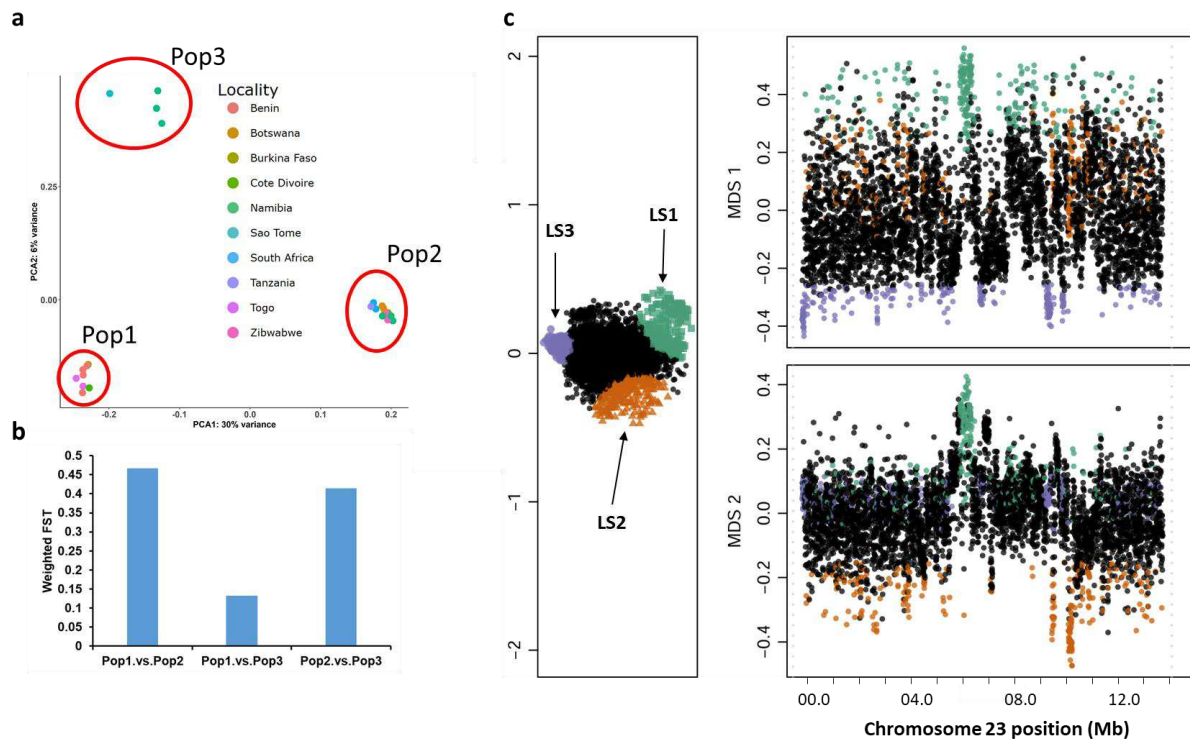 a
Pop3
Locality
Benin
Botswana
Burkina Faso
Cote Divoire
Namibia
Sao Tome
South Africa
Tanzania
Togo
Zibwabwe
Pop2
Pop1
0.25
0.00
PCA2: 6% variance
-0.2
-0.1
0.0
0.1
0.2
PCA1: 30% variance
b
0.5
0.45
0.4
0.35
0.3
0.25
0.2
0.15
0.1
0.05
0
Weighted FST
Pop1.vs.Pop2
Pop1.vs.Pop3
Pop2.vs.Pop3
c
2
1
0
-1
-2
LS3
LS1
LS2
MDS 1
0.4
0.2
0.0
-0.2
-0.4
MDS 2
0.4
0.2
0.0
-0.2
-0.4
00.0
04.0
08.0
12.0
Chromosome 23 position (Mb)